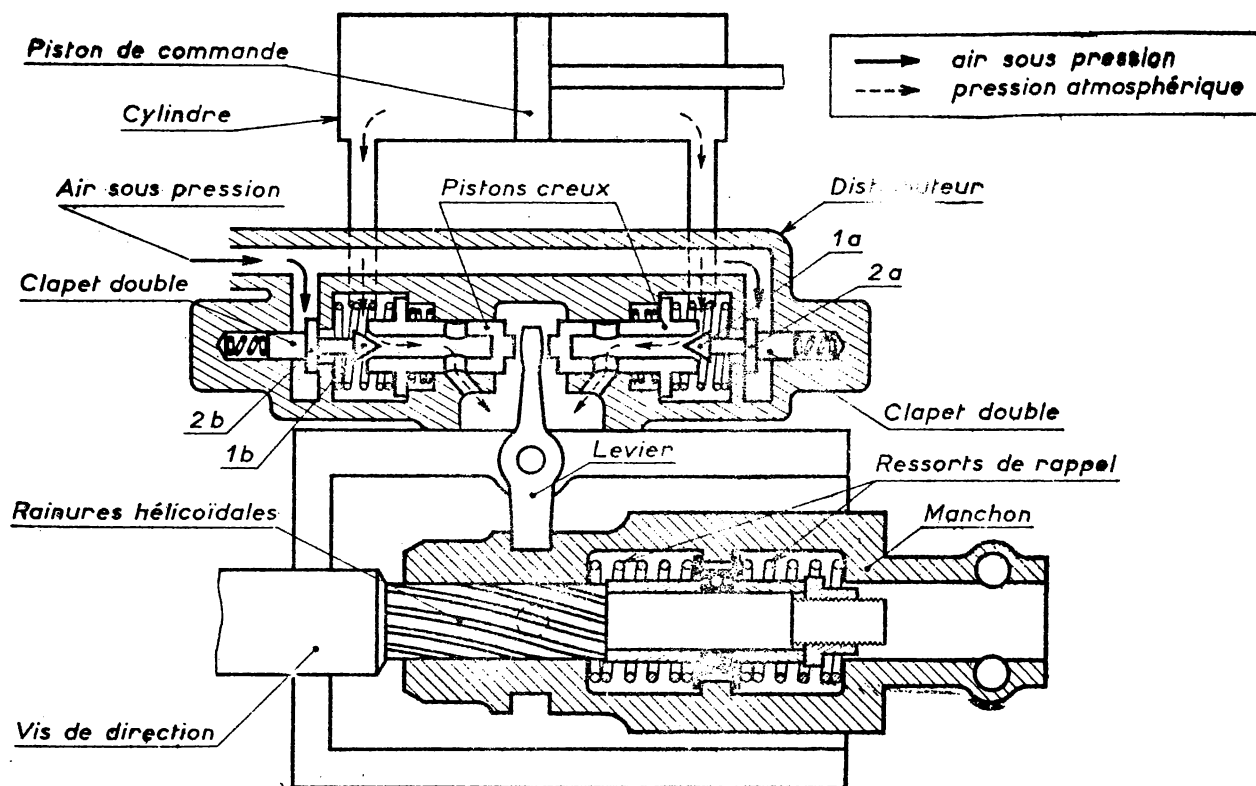 Piston de commande
air sous pression
pression atmosphérique
Cylindre
Air sous pression
Pistons creux
1a
2a
Clapet double
2b
1b
Clapet double
Levier
Ressorts de rappel
Rainures hélicoïdales
Manchon
Vis de direction